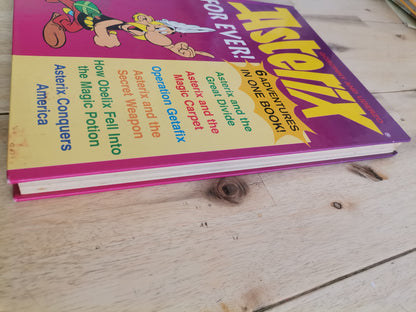 Asterix
FOR EVER!
6 ADVENTURES
IN ONE BOOK!
Asterix and the
Great Divide
Asterix and the
Magic Carpet
Operation Getafix
Asterix and the
Secret Weapon
How Obelix Fell Into
the Magic Potion
Asterix Conquers
America